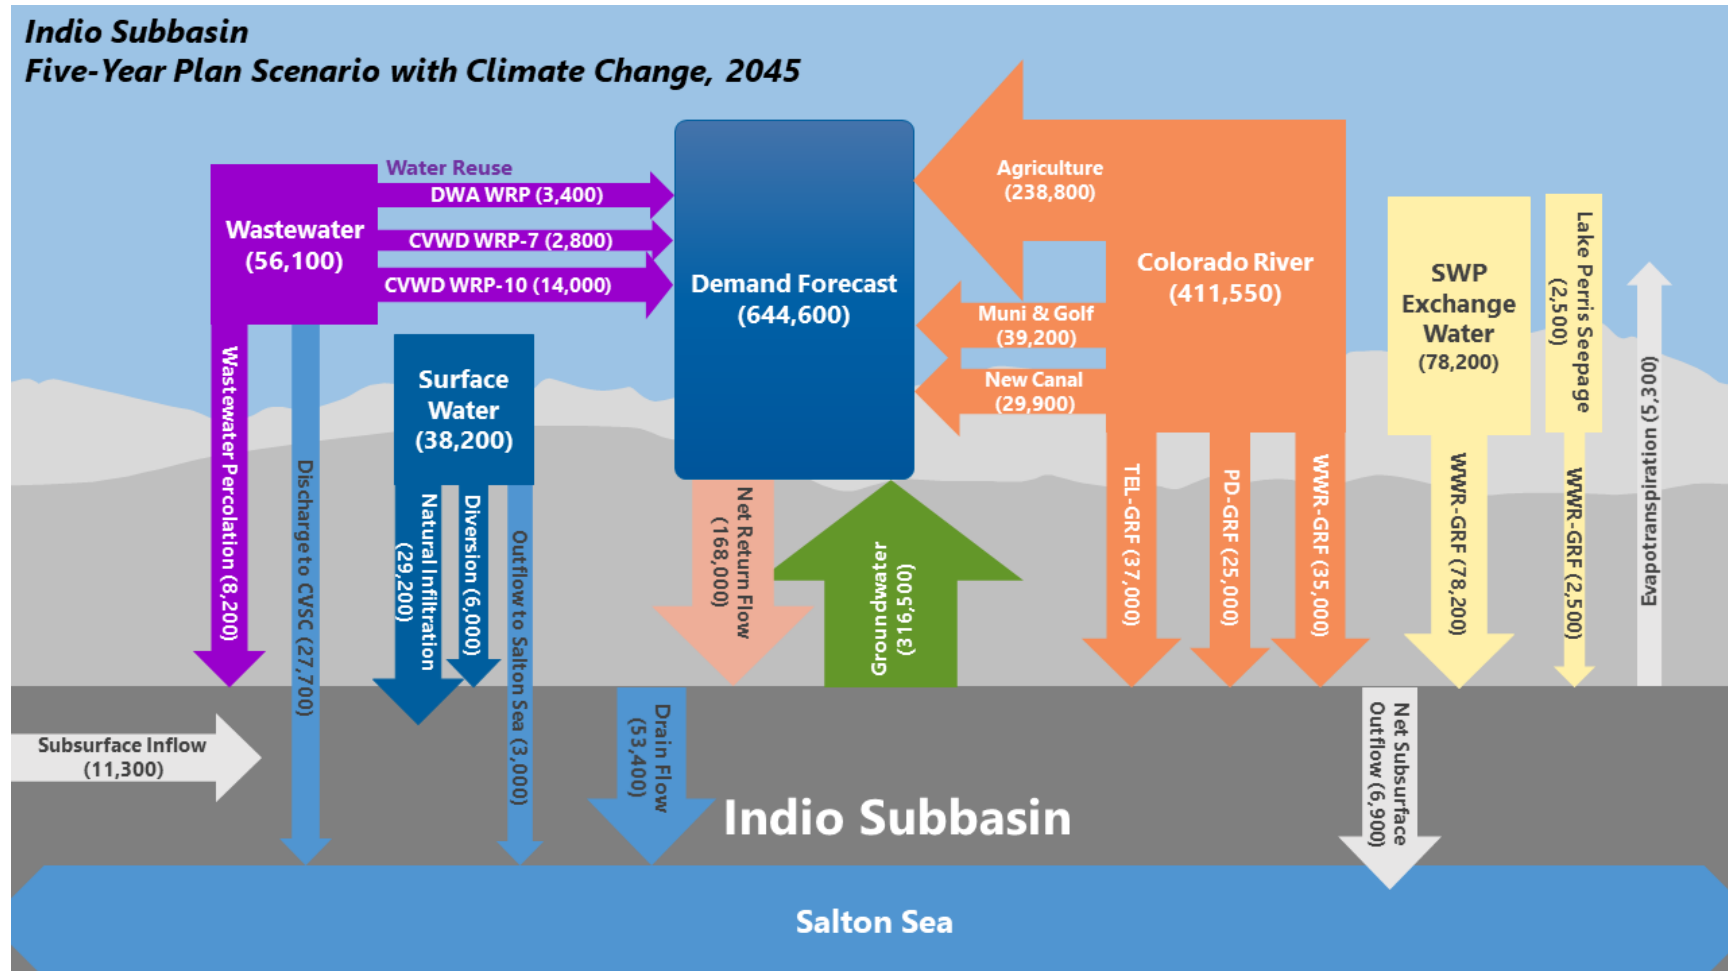 Indio Subbasin
Five-Year Plan Scenario with Climate Change, 2045
Water Reuse
DWA WRP (3,400)
CVWD WRP-7 (2,800)
CVWD WRP-10 (14,000)
Wastewater
(56,100)
Wastewater Percolation (8,200)
Discharge to CVSC (27,700)
Surface
Water
(38,200)
Natural Infiltration
(29,200)
Diversion (6,000)
Outflow to Salton Sea (3,000)
Demand Forecast
(644,600)
Net Return Flow
(168,000)
Groundwater
(316,500)
Agriculture
(238,800)
Muni & Golf
(39,200)
New Canal
(29,900)
Colorado River
(411,550)
TEL-GRF (37,000)
PD-GRF (25,000)
WWR-GRF (35,000)
SWP
Exchange
Water
(78,200)
WWR-GRF (78,200)
Lake Perris Seepage
(2,500)
WWR-GRF (2,500)
Evapotranspiration (5,300)
Subsurface Inflow
(11,300)
Drain Flow
(53,400)
Indio Subbasin
Net Subsurface
Outflow (6,900)
Salton Sea